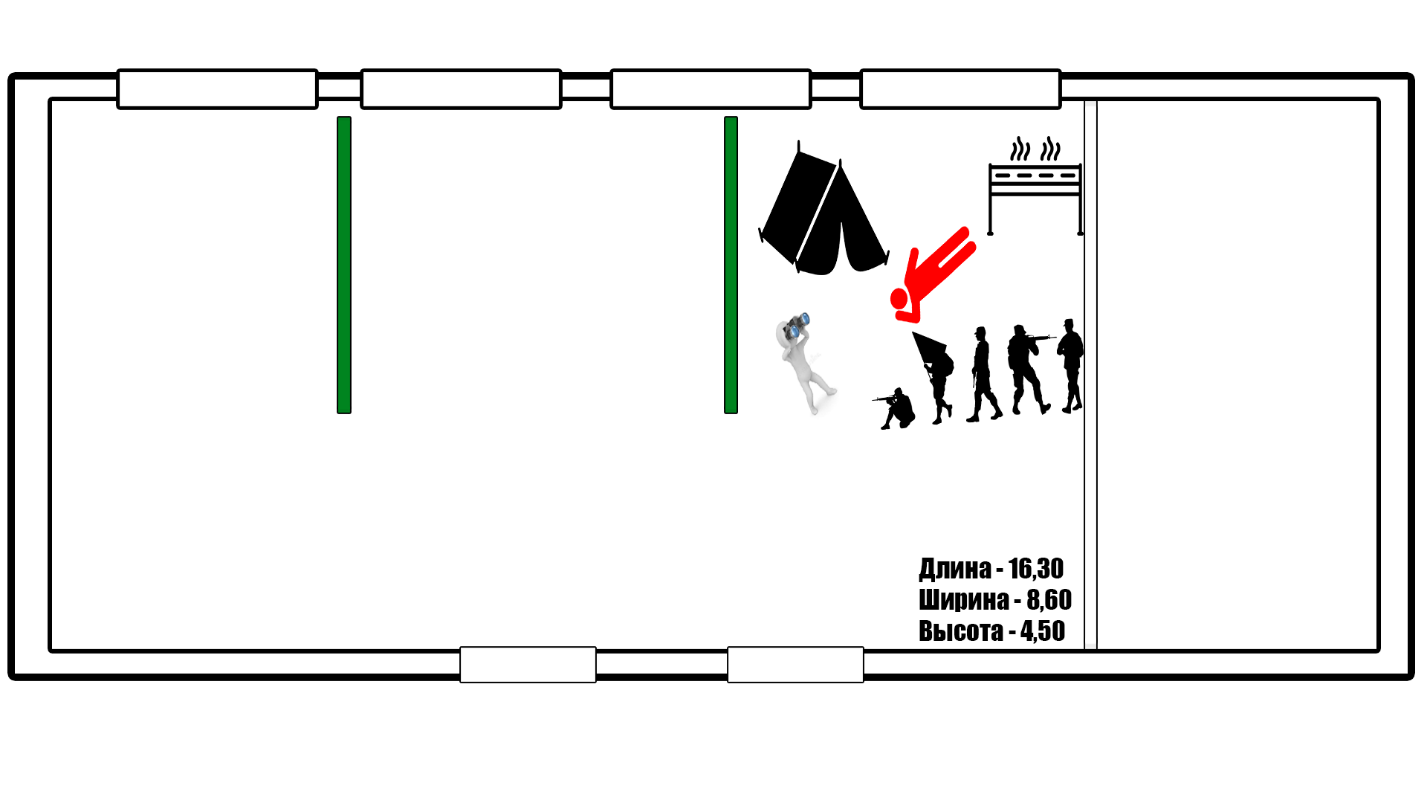 Длина - 16,30
Ширина - 8,60
Высота - 4,50